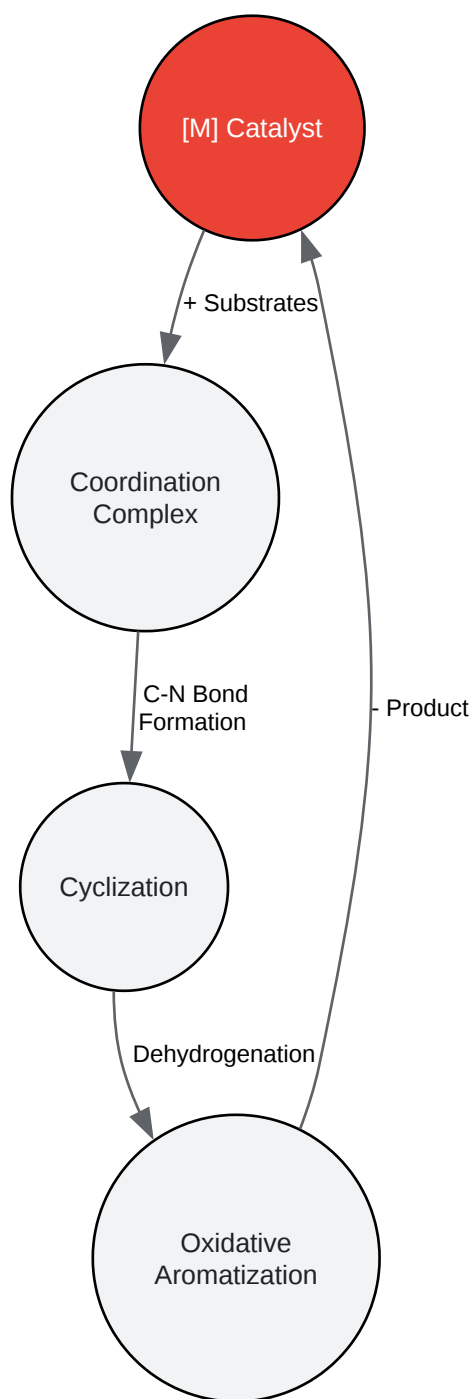 [M] Catalyst
+ Substrates
Coordination
Complex
C-N Bond
Formation
- Product
Cyclization
Dehydrogenation
Oxidative
Aromatization